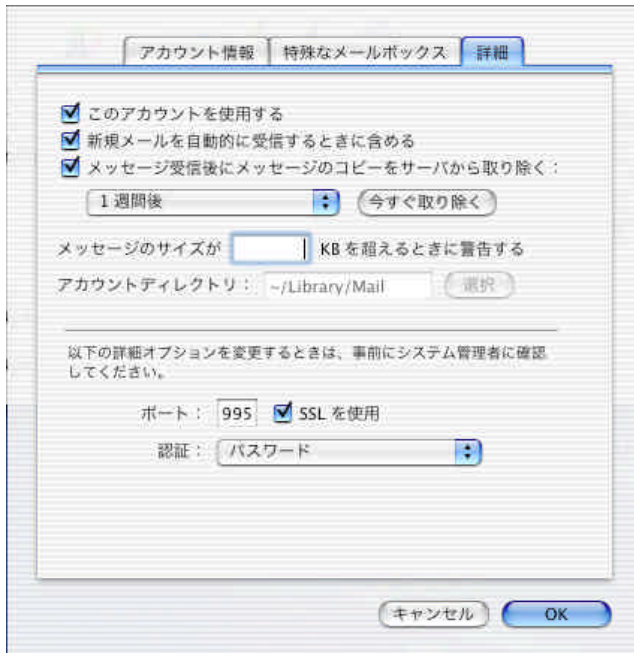 アカウント情報 特殊なメールボックス 詳細
このアカウントを使用する
新規メールを自動的に受信するときに含める
メッセージ受信後にメッセージのコピーをサーバから取り除く：
1 週間後 今すぐ取り除く
メッセージのサイズが KB を超えるときに警告する
アカウントディレクトリ： ~/Library/Mail 選択
以下の詳細オプションを変更するときは、事前にシステム管理者に確認
してください。
ポート： 995 SSL を使用
認証： パスワード
キャンセル OK